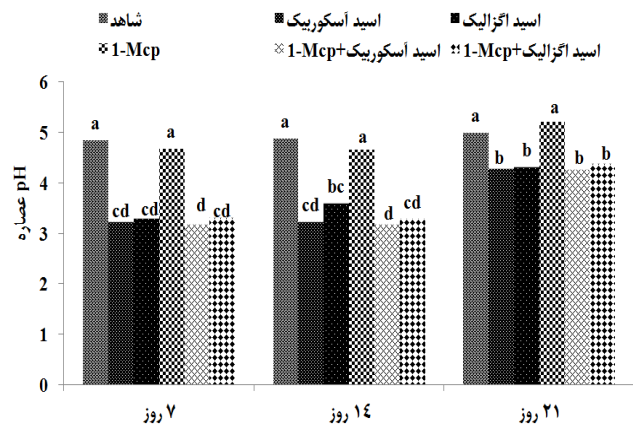 شاهد
اسید آسکوربیک
اسید اگزالیک
1-Mcp
1-Mcp+اسید آسکوربیک
1-Mcp+اسید اگزالیک
pH عصاره
6
5
4
3
2
1
0
a cd cd a d cd
a cd bc a d cd
a b b a b b
۷ روز
۱٤ روز
۲۱ روز